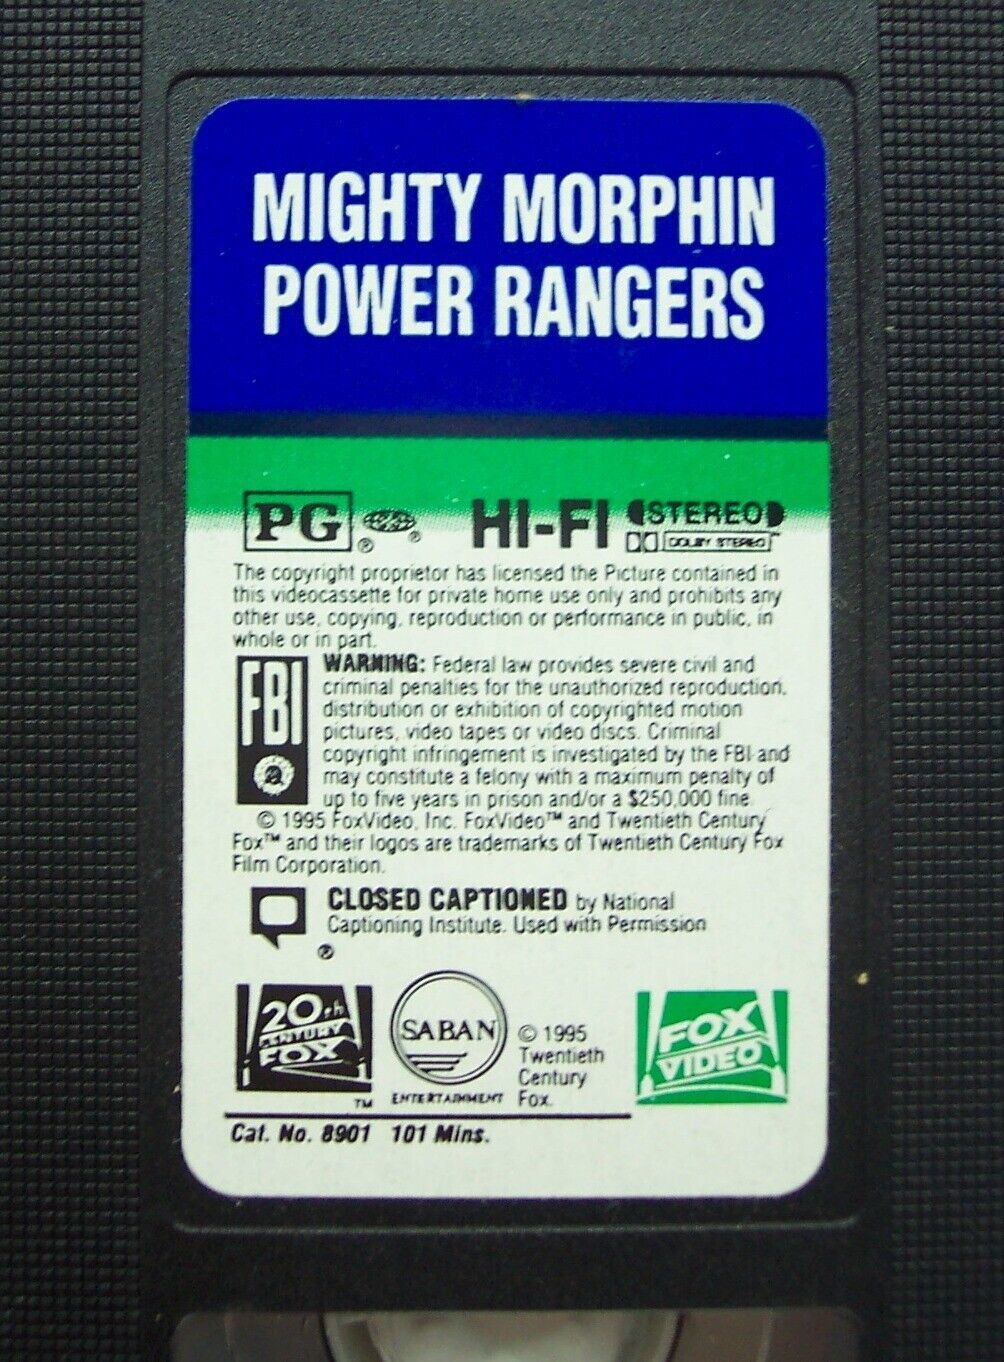 MIGHTY MORPHIN
POWER RANGERS
PG ® ® HI-FI STEREO
DOLBY STEREO™
The copyright proprietor has licensed the Picture contained in
this videocassette for private home use only and prohibits any
other use, copying, reproduction or performance in public, in
whole or in part.
FBI
WARNING: Federal law provides severe civil and
criminal penalties for the unauthorized reproduction,
distribution or exhibition of copyrighted motion
pictures, video tapes or video discs. Criminal
copyright infringement is investigated by the FBI and
may constitute a felony with a maximum penalty of
up to five years in prison and/or a $250,000 fine.
© 1995 FoxVideo, Inc. FoxVideo™ and Twentieth Century
Fox™ and their logos are trademarks of Twentieth Century Fox
Film Corporation.
CLOSED CAPTIONED by National
Captioning Institute. Used with Permission
®
20th
CENTURY
FOX
TM
SABAN
ENTERTAINMENT
© 1995
Twentieth
Century
Fox.
FOX
VIDEO
Cat. No. 8901 101 Mins.